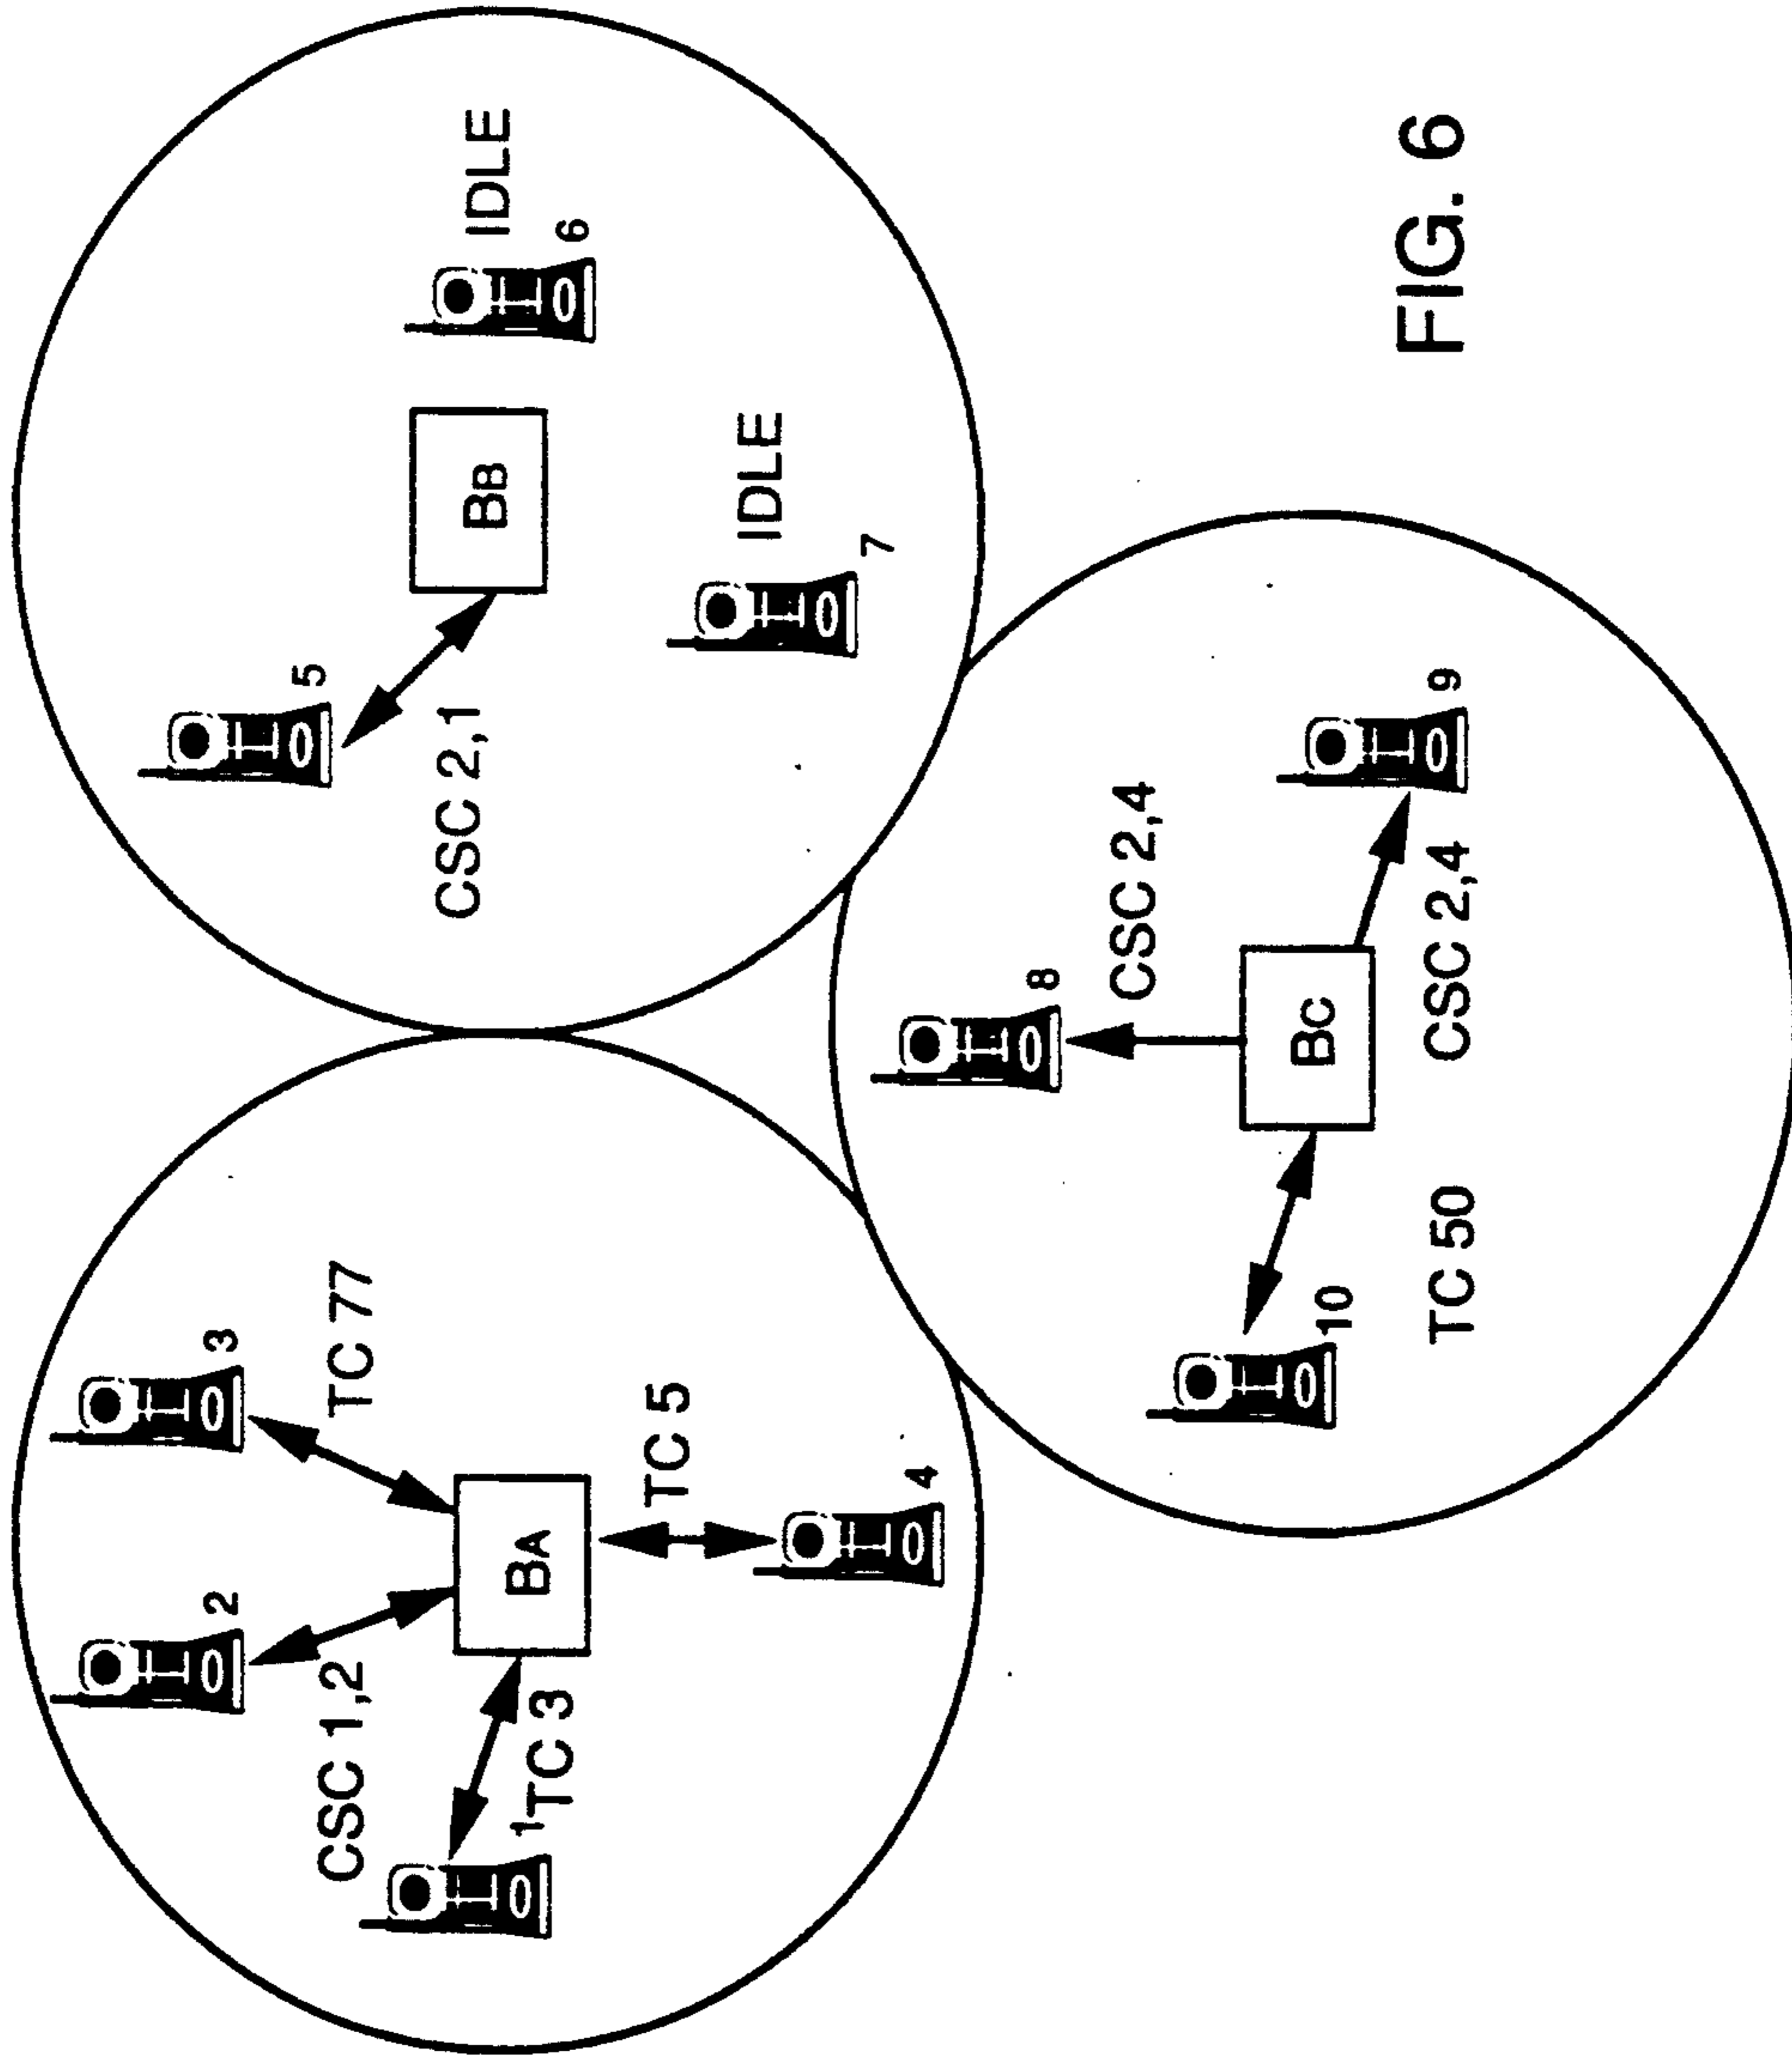 2
3
TC 77
CSC 1,2
BA
1
TC 3
TC 5
4
5
CSC 2,1
BB
IDLE
6
IDLE
7
8
CSC 2,4
BC
9
CSC 2,4
10
TC 50
FIG. 6